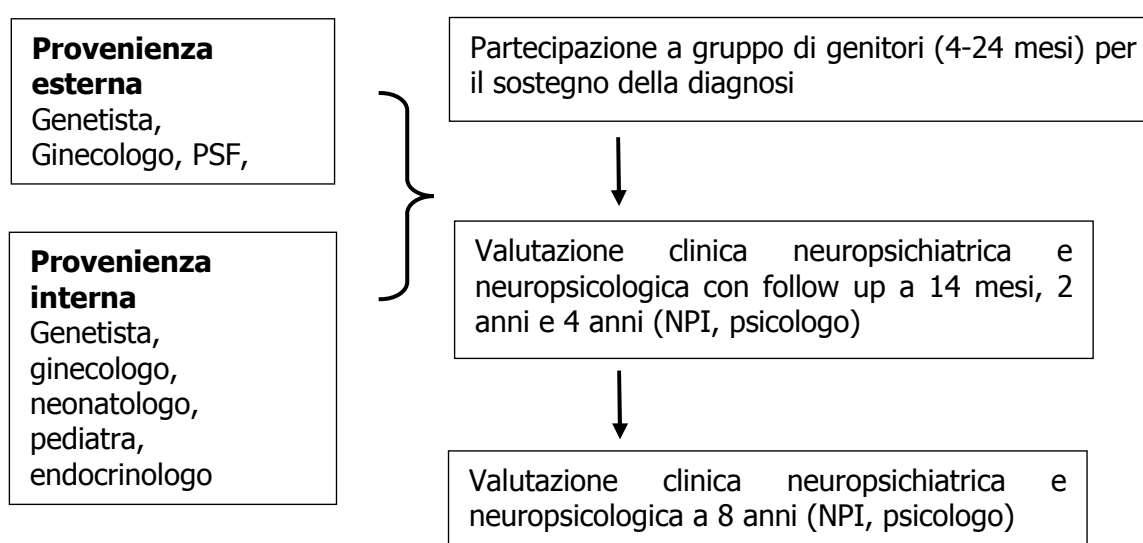 Provenienza
esterna
Genetista,
Ginecologo, PSF,
Provenienza
interna
Genetista,
ginecologo,
neonatologo,
pediatra,
endocrinologo
Partecipazione a gruppo di genitori (4-24 mesi) per
il sostegno della diagnosi
Valutazione clinica neuropsichiatrica e
neuropsicologica con follow up a 14 mesi, 2
anni e 4 anni (NPI, psicologo)
Valutazione clinica neuropsichiatrica e
neuropsicologica a 8 anni (NPI, psicologo)